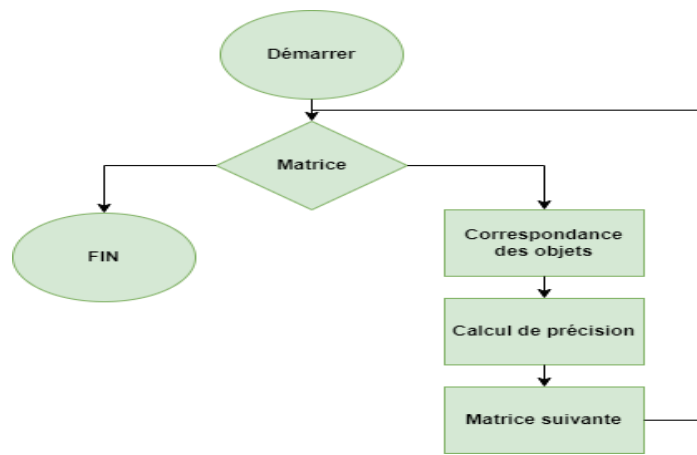 Démarrer
Matrice
FIN
Correspondance
des objets
Calcul de précision
Matrice suivante